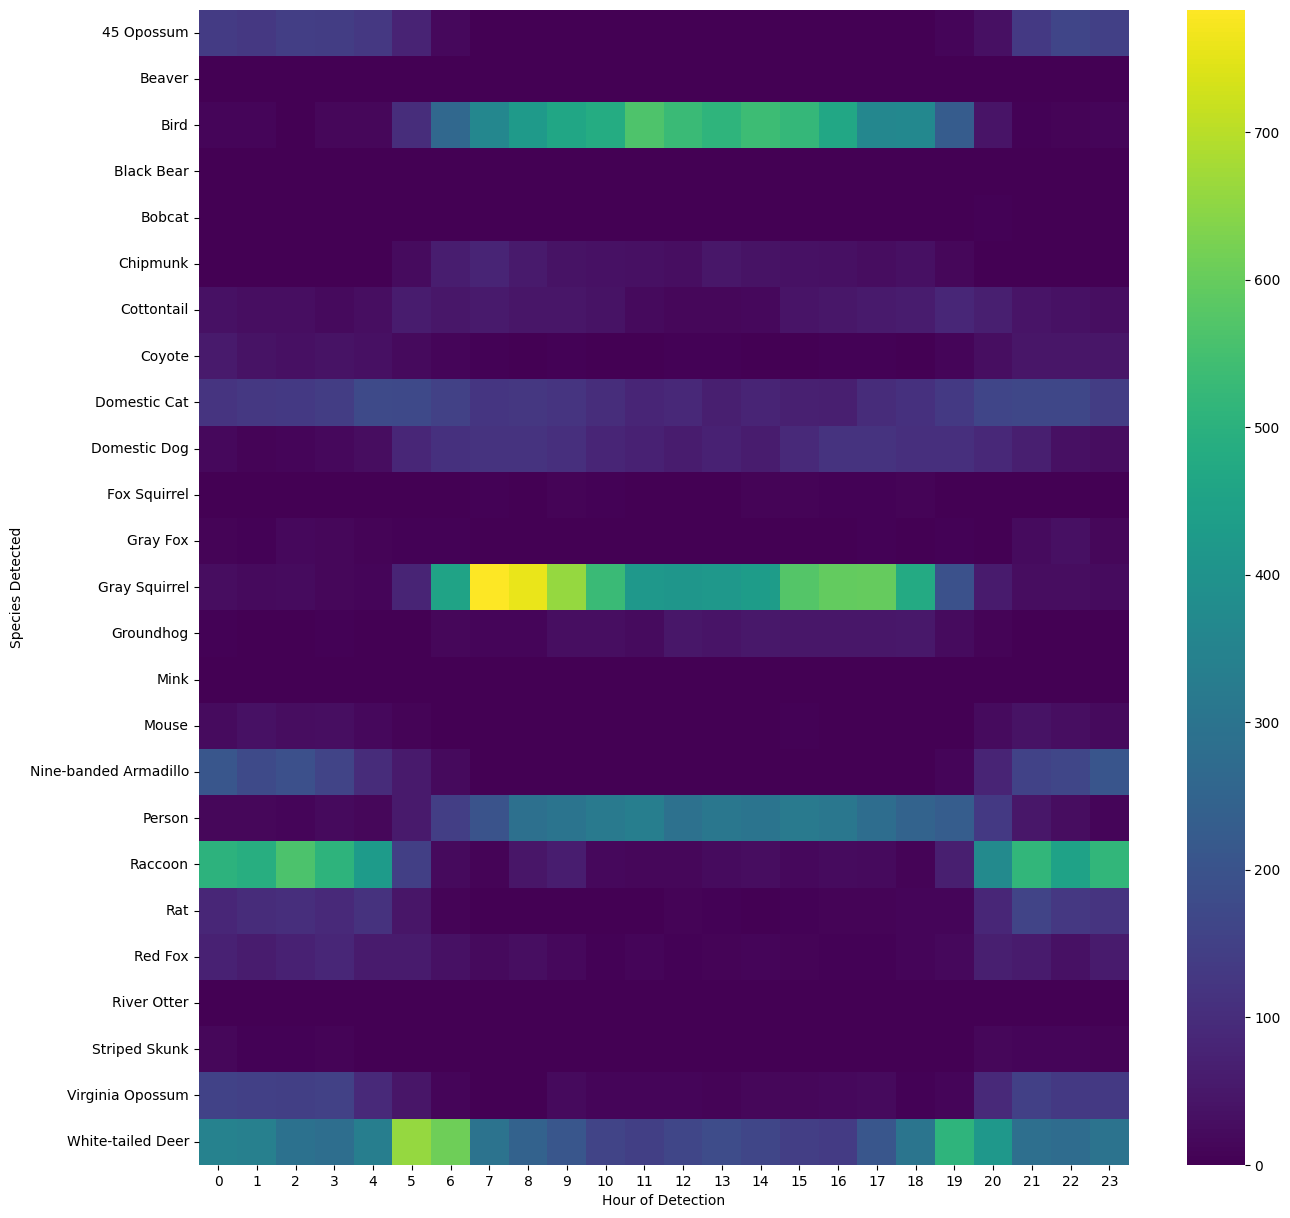 45 Opossum
Beaver
Bird
Black Bear
Bobcat
Chipmunk
Cottontail
Coyote
Domestic Cat
Domestic Dog
Fox Squirrel
Gray Fox
Gray Squirrel
Groundhog
Mink
Mouse
Nine-banded Armadillo
Person
Raccoon
Rat
Red Fox
River Otter
Striped Skunk
Virginia Opossum
White-tailed Deer
Species Detected
0 1 2 3 4 5 6 7 8 9 10 11 12 13 14 15 16 17 18 19 20 21 22 23
Hour of Detection
700
600
500
400
300
200
100
0